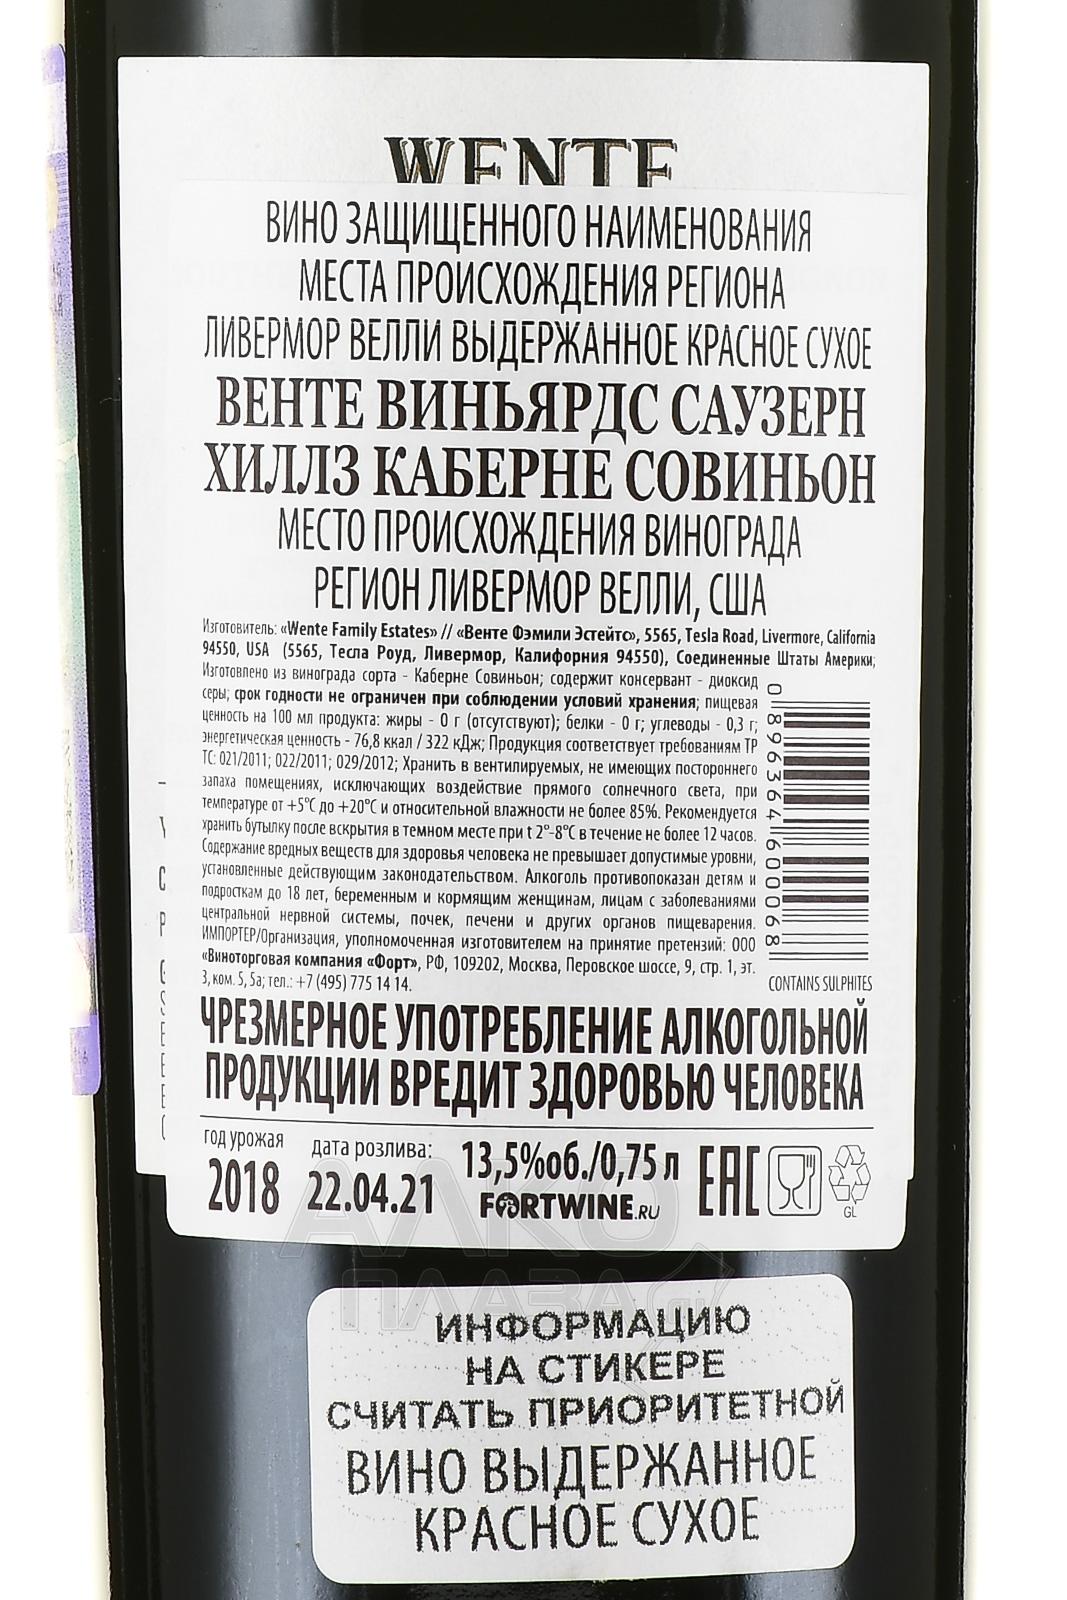 WENTE
ВИНО ЗАЩИЩЕННОГО НАИМЕНОВАНИЯ
МЕСТА ПРОИСХОЖДЕНИЯ РЕГИОНА
ЛИВЕРМОР ВЕЛЛИ ВЫДЕРЖАННОЕ КРАСНОЕ СУХОЕ
ВЕНТЕ ВИНЬЯРДС САУЗЕРН
ХИЛЛЗ КАБЕРНЕ СОВИНЬОН
МЕСТО ПРОИСХОЖДЕНИЯ ВИНОГРАДА
РЕГИОН ЛИВЕРМОР ВЕЛЛИ, США
Изготовитель: «Wente Family Estates» // «Венте Фэмили Эстейтс», 5565, Tesla Road, Livermore, California
94550, USA (5565, Тесла Роуд, Ливермор, Калифорния 94550), Соединенные Штаты Америки;
Изготовлено из винограда сорта - Каберне Совиньон; содержит консервант - диоксид
серы; срок годности не ограничен при соблюдении условий хранения; пищевая
ценность на 100 мл продукта: жиры - 0 г (отсутствуют); белки - 0 г; углеводы - 0,3 г;
энергетическая ценность - 76,8 ккал / 322 кДж; Продукция соответствует требованиям ТР
ТС: 021/2011; 022/2011; 029/2012; Хранить в вентилируемых, не имеющих постороннего
запаха помещениях, исключающих воздействие прямого солнечного света, при
температуре от +5°C до +20°C и относительной влажности не более 85%. Рекомендуется
хранить бутылку после вскрытия в темном месте при t 2°-8°C в течение не более 12 часов.
Содержание вредных веществ для здоровья человека не превышает допустимые уровни,
установленные действующим законодательством. Алкоголь противопоказан детям и
подросткам до 18 лет, беременным и кормящим женщинам, лицам с заболеваниями
центральной нервной системы, почек, печени и других органов пищеварения.
ИМПОРТЕР/Организация, уполномоченная изготовителем на принятие претензий: ООО
«Виноторговая компания «Форт», РФ, 109202, Москва, Перовское шоссе, 9, стр. 1, эт.
3, ком. 5, 5а; тел.: +7 (495) 775 14 14.
0 89636 460006 8
CONTAINS SULPHITES
ЧРЕЗМЕРНОЕ УПОТРЕБЛЕНИЕ АЛКОГОЛЬНОЙ
ПРОДУКЦИИ ВРЕДИТ ЗДОРОВЬЮ ЧЕЛОВЕКА
год урожая дата розлива: 13,5%об./0,75 л EAC
2018 22.04.21 FORTWINE.RU GL
АЛКО
ПЛАЗА
ИНФОРМАЦИЮ
НА СТИКЕРЕ
СЧИТАТЬ ПРИОРИТЕТНОЙ
ВИНО ВЫДЕРЖАННОЕ
КРАСНОЕ СУХОЕ